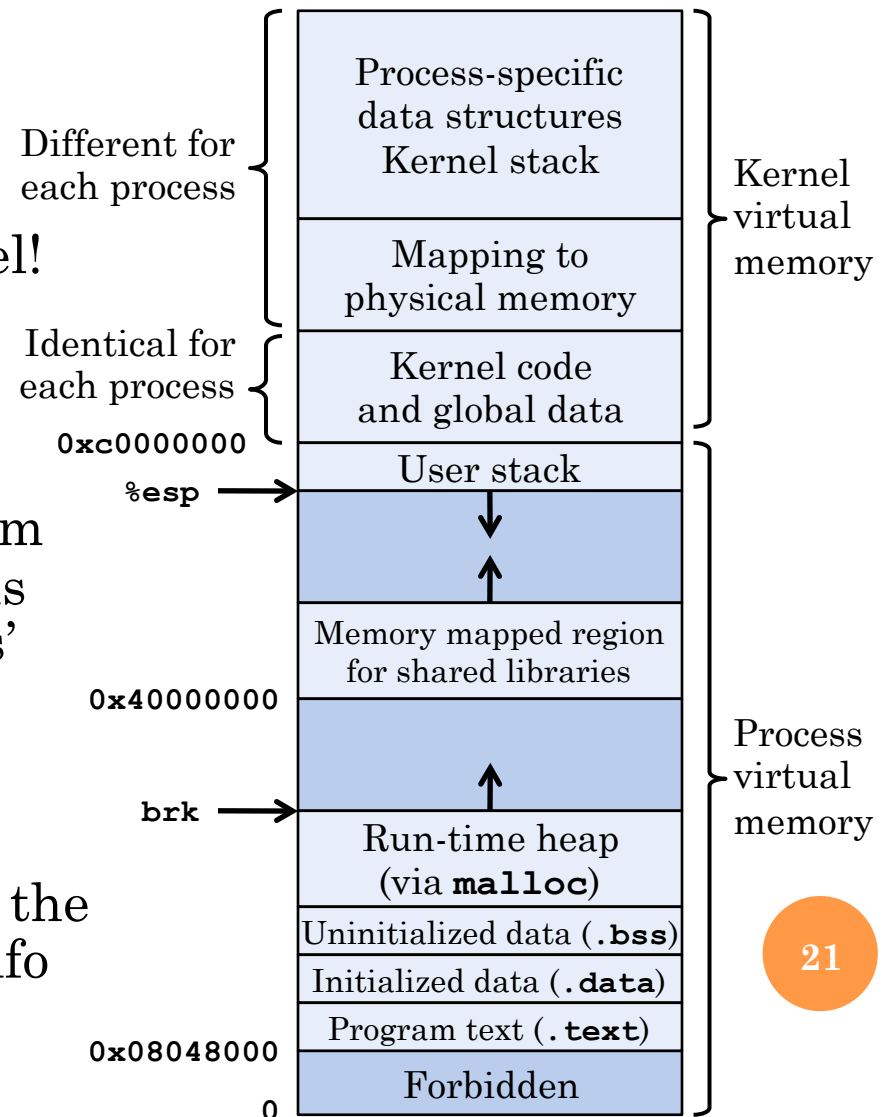 Process-specific
data structures
Kernel stack
Different for
each process
Kernel
virtual
memory
el!
Mapping to
physical memory
Identical for
each process
Kernel code
and global data
0xc0000000
User stack
%esp
m
s
s’
Memory mapped region
for shared libraries
0x40000000
Process
virtual
memory
brk
Run-time heap
(via malloc)
the
nfo
Uninitialized data (.bss)
21
Initialized data (.data)
Program text (.text)
0x08048000
Forbidden
0